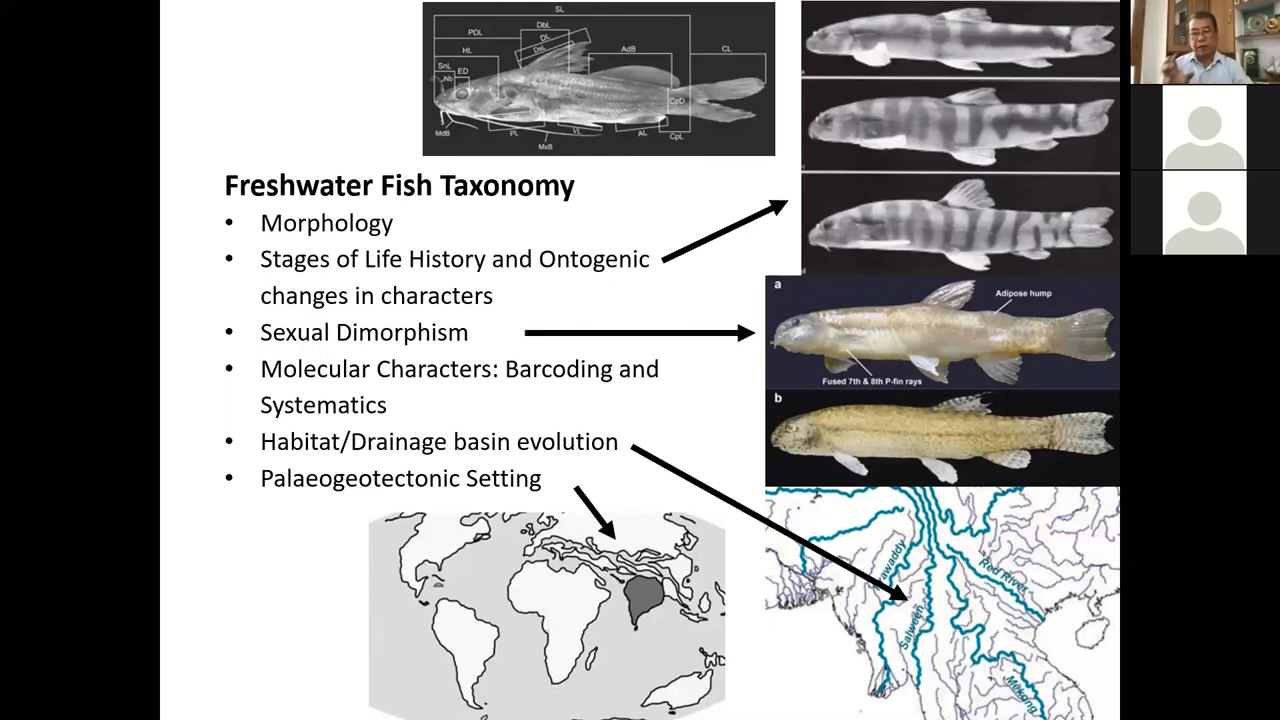 SL
DbL
PDL
DL
DsL
HL
AdB
CL
SnL
ED
Nb
CpD
MdB
PL
VL
AL
CpL
MxB
Freshwater Fish Taxonomy
• Morphology
• Stages of Life History and Ontogenic
changes in characters
• Sexual Dimorphism
• Molecular Characters: Barcoding and
Systematics
• Habitat/Drainage basin evolution
• Palaeogeotectonic Setting
a
Adipose hump
Fused 7th & 8th P-fin rays
b
Red River
Salween
Mekong